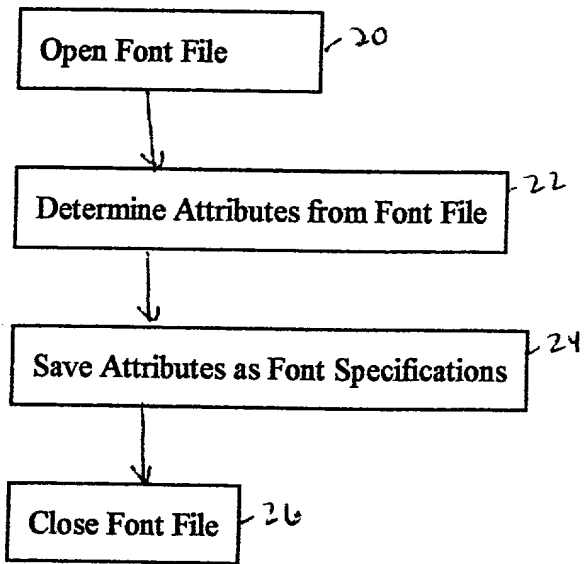 Open Font File
20
Determine Attributes from Font File
22
Save Attributes as Font Specifications
24
Close Font File
26